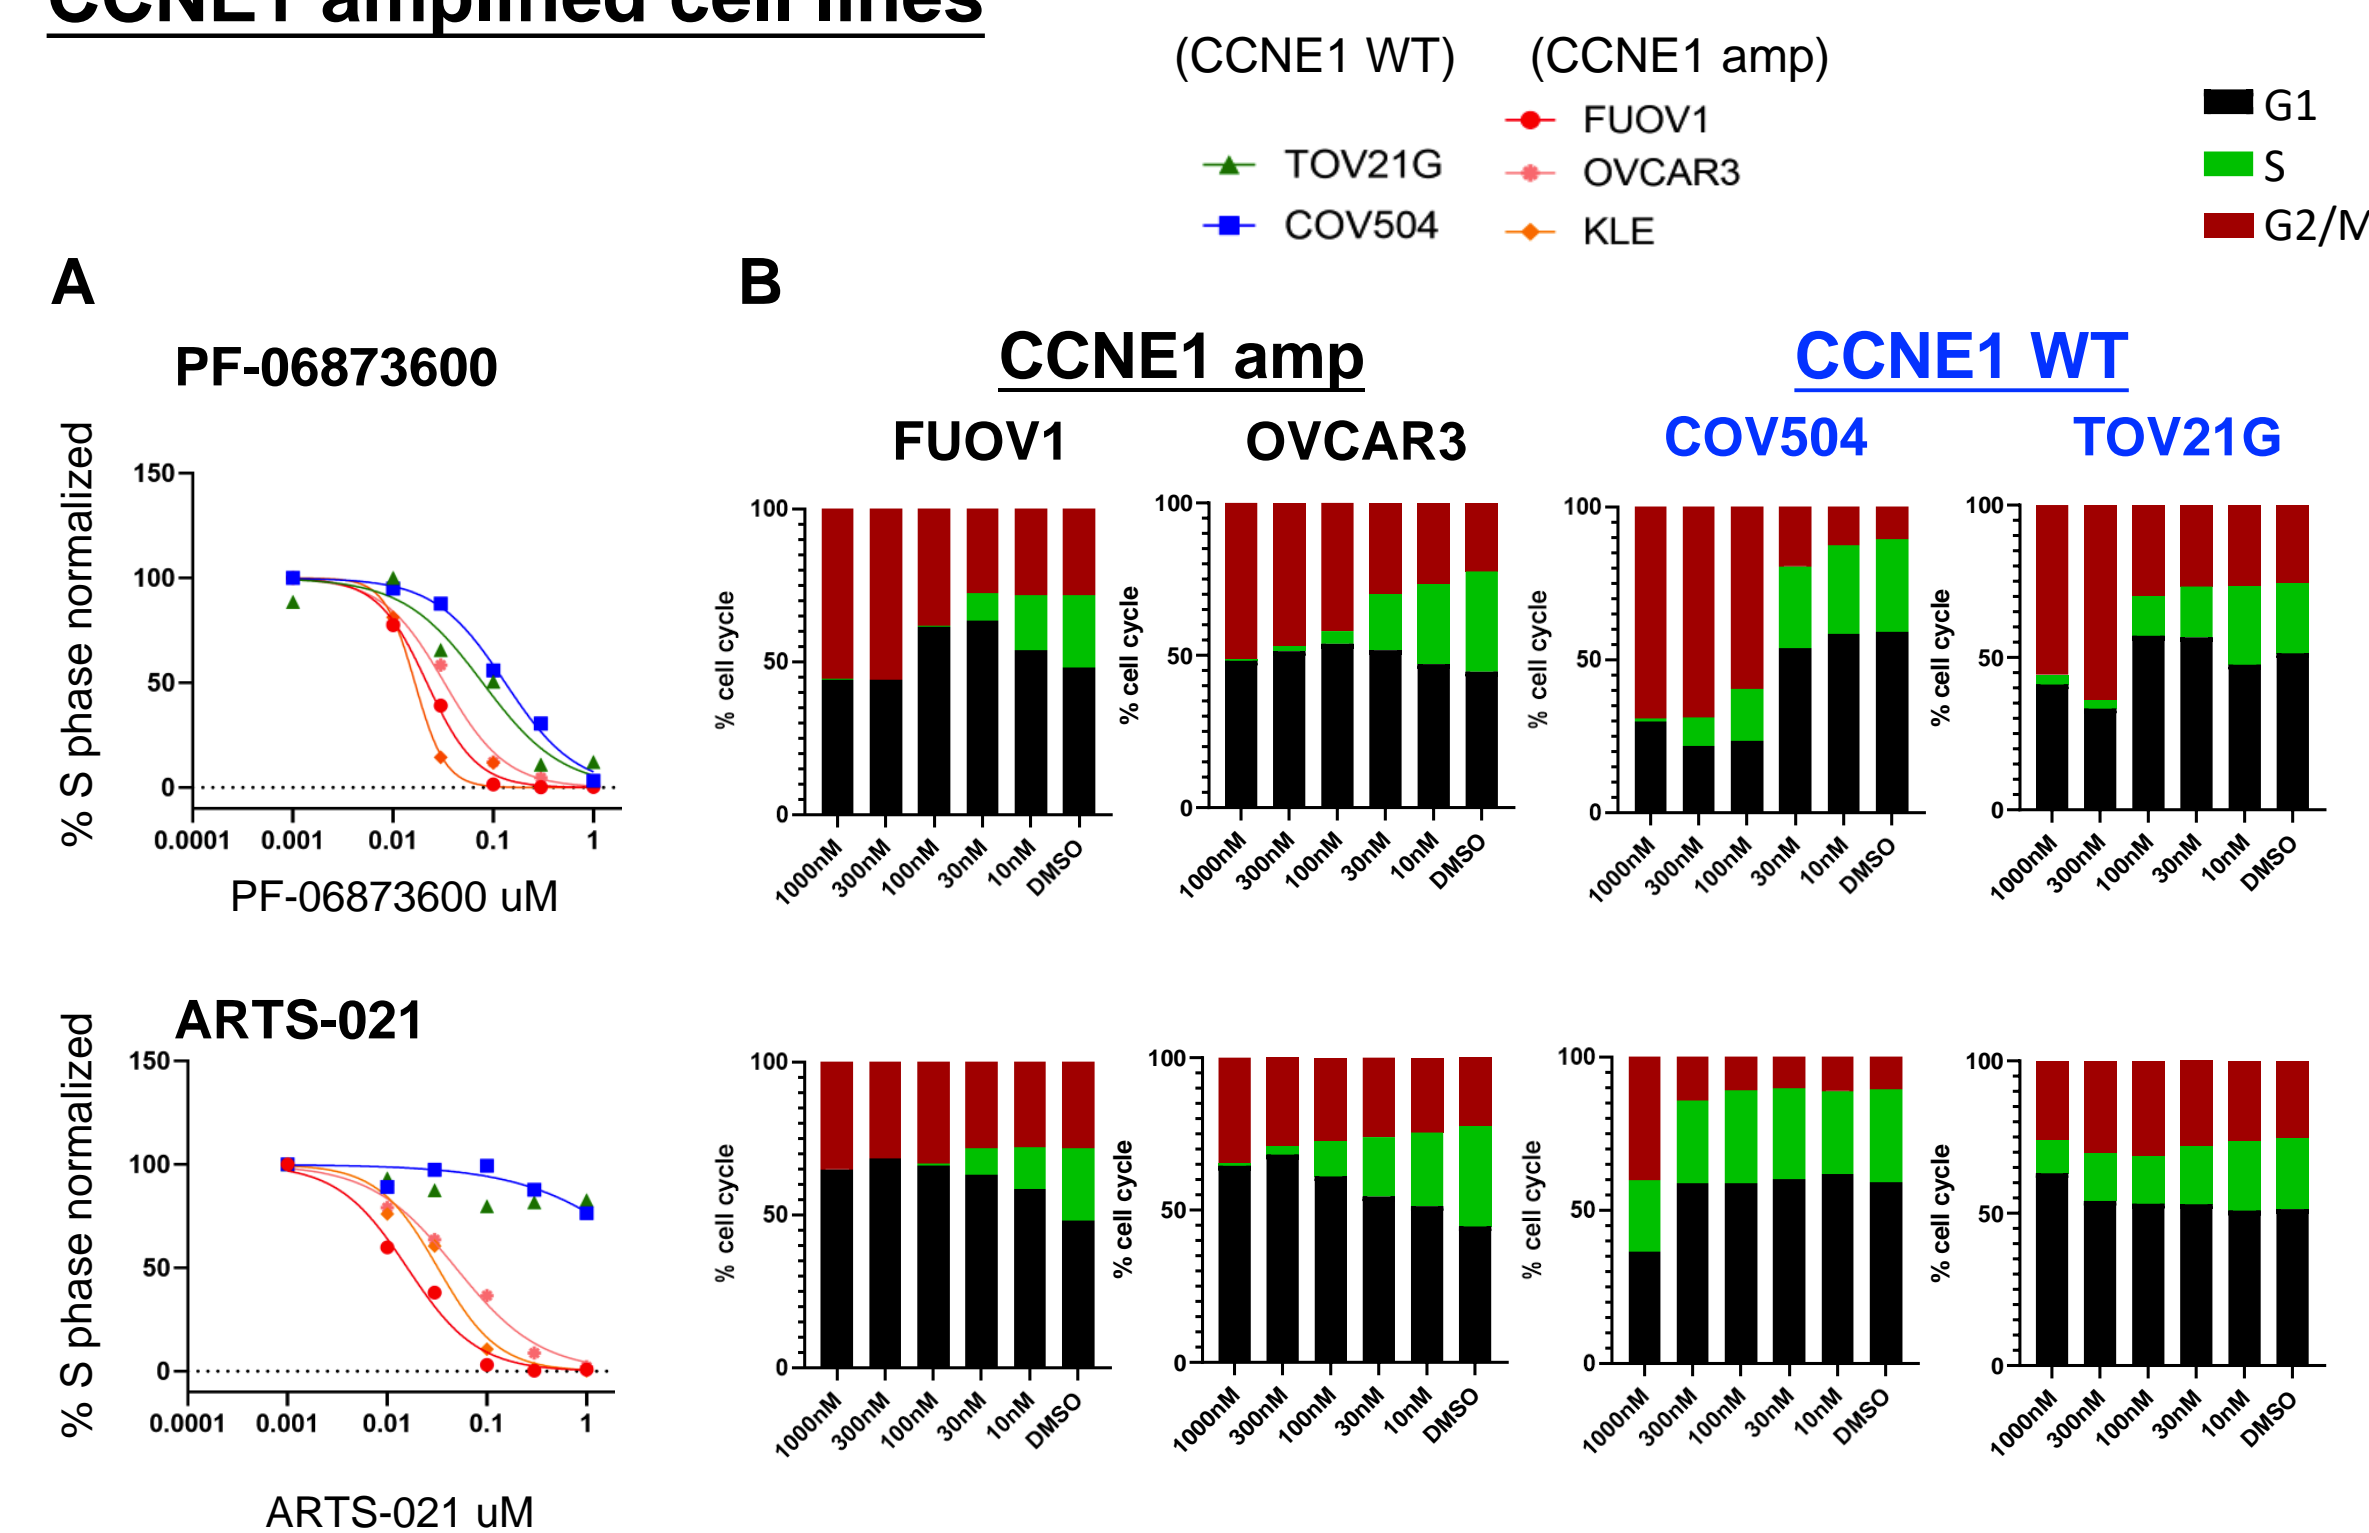 CCNE1 amplified cell lines
(CCNE1 WT) (CCNE1 amp)
TOV21G
COV504
FUOV1
OVCAR3
KLE
G1
S
G2/M
A
B
PF-06873600
% S phase normalized
150
100
50
0
0.0001 0.001 0.01 0.1 1
PF-06873600 uM
CCNE1 amp
CCNE1 WT
FUOV1
OVCAR3
COV504
TOV21G
% cell cycle
100
50
0
1000nM 300nM 100nM 30nM 10nM DMSO
% cell cycle
100
50
0
1000nM 300nM 100nM 30nM 10nM DMSO
% cell cycle
100
50
0
1000nM 300nM 100nM 30nM 10nM DMSO
% cell cycle
100
50
0
1000nM 300nM 100nM 30nM 10nM DMSO
ARTS-021
% S phase normalized
150
100
50
0
0.0001 0.001 0.01 0.1 1
ARTS-021 uM
% cell cycle
100
50
0
1000nM 300nM 100nM 30nM 10nM DMSO
% cell cycle
100
50
0
1000nM 300nM 100nM 30nM 10nM DMSO
% cell cycle
100
50
0
1000nM 300nM 100nM 30nM 10nM DMSO
% cell cycle
100
50
0
1000nM 300nM 100nM 30nM 10nM DMSO